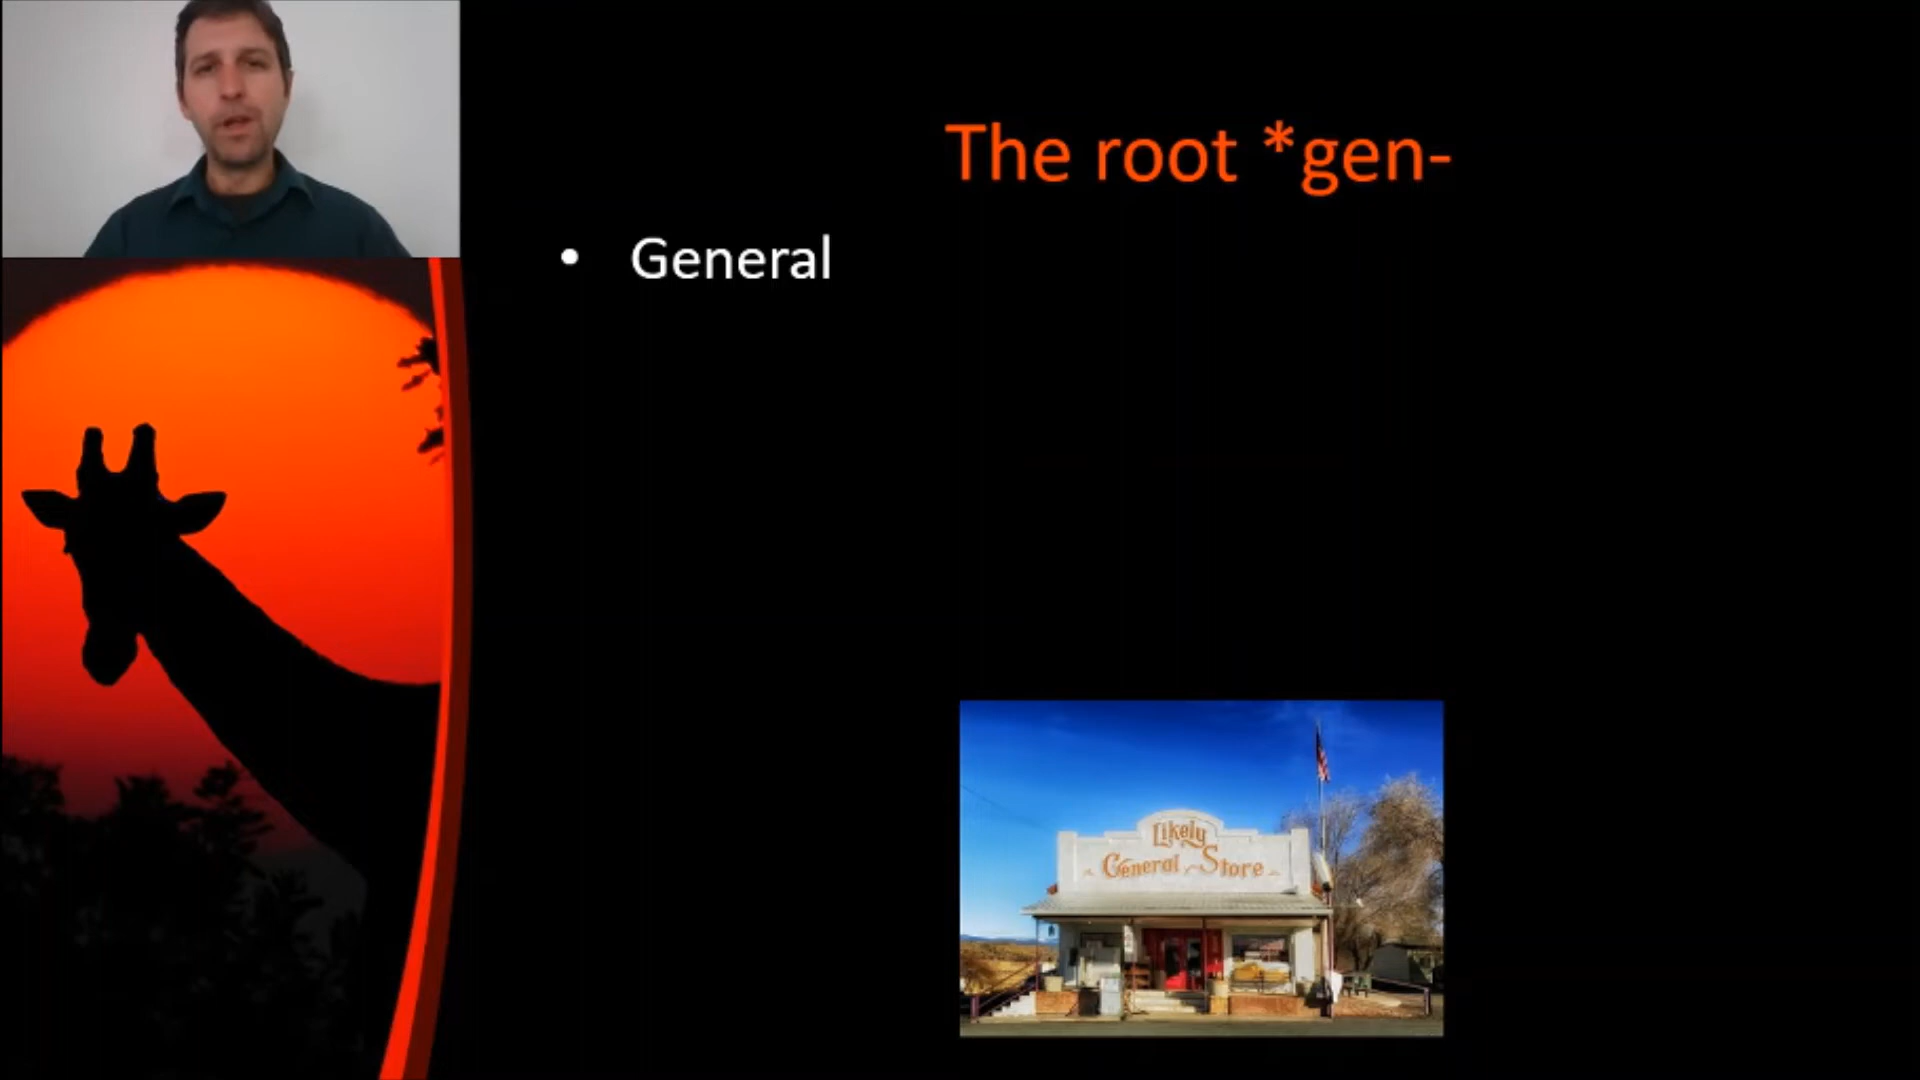 The root *gen-
• General
Likely
General Store